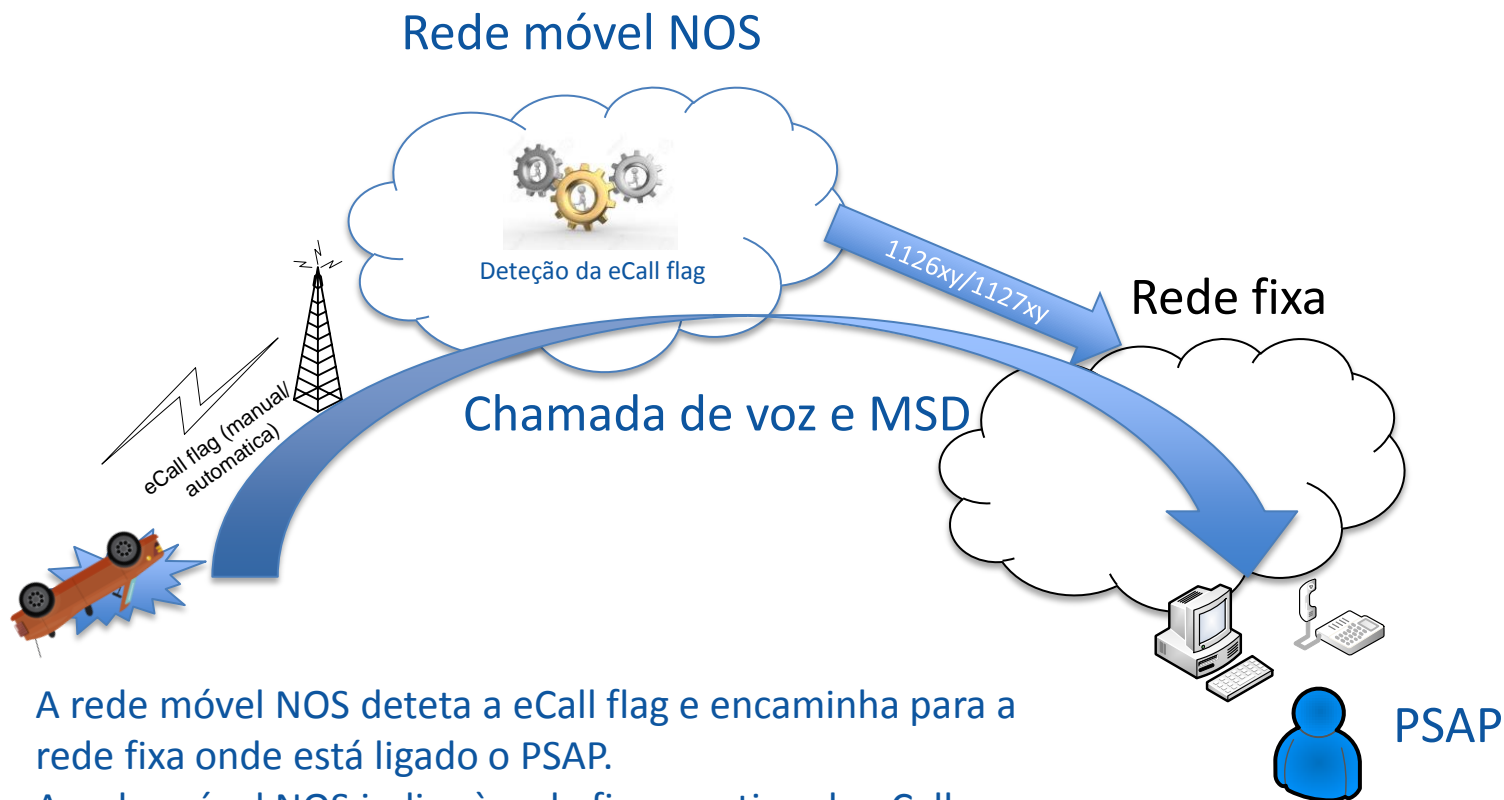 Rede móvel NOS
Deteção da eCall flag
1126xy/1127xy
Rede fixa
eCall flag (manual/
automatica)
Chamada de voz e MSD
PSAP
A rede móvel NOS deteta a eCall flag e encaminha para a
rede fixa onde está ligado o PSAP.